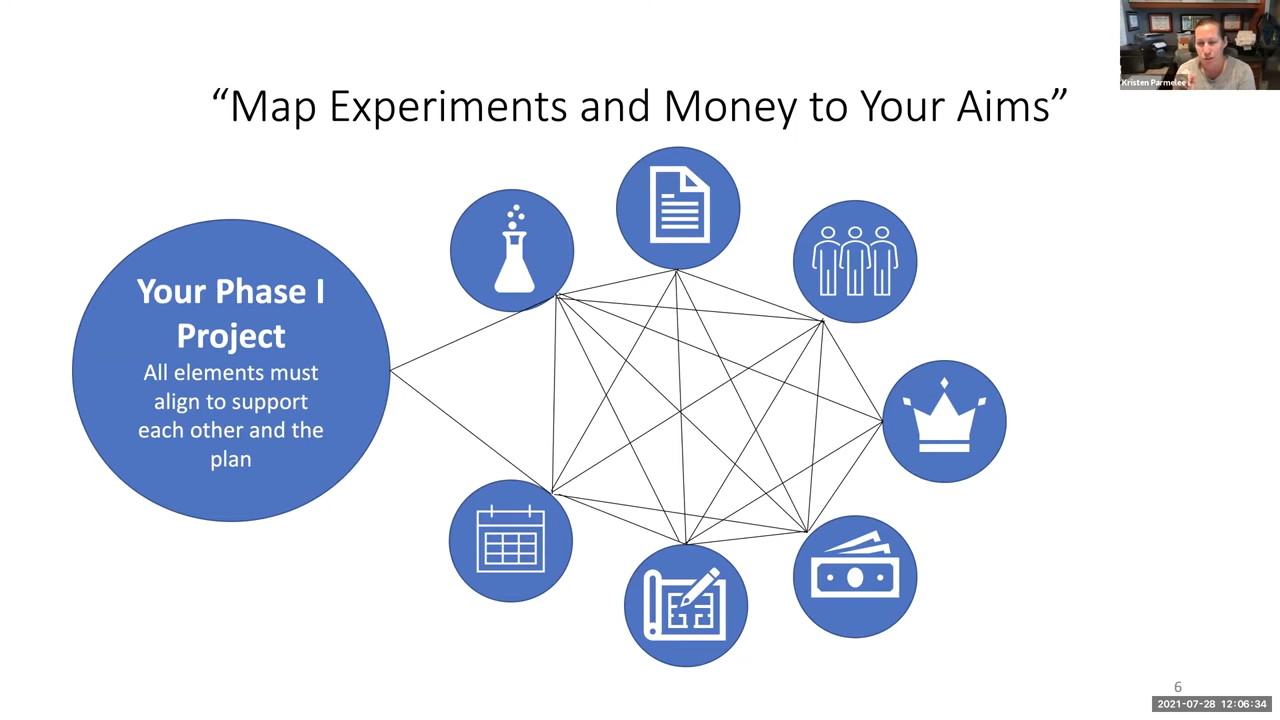 Kristen Parmelee
“Map Experiments and Money to Your Aims”
Your Phase I
Project
All elements must
align to support
each other and the
plan
6
2021-07-28 12:06:34